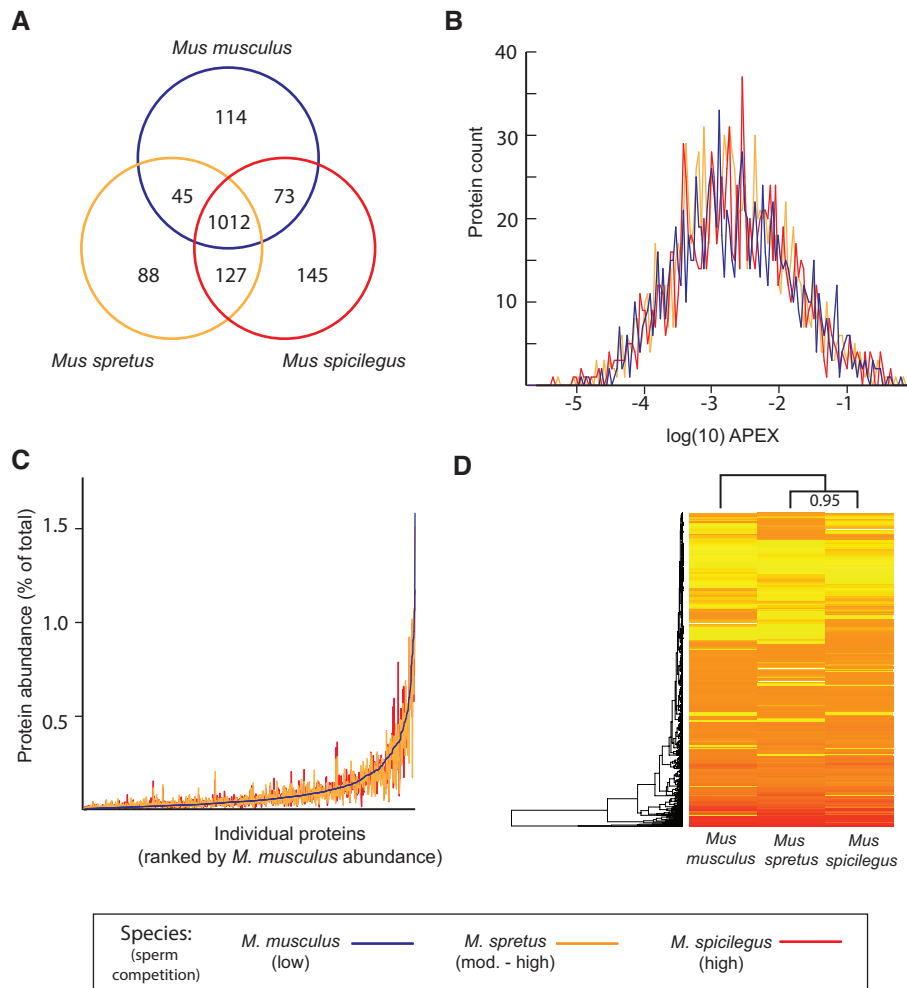 A
Mus musculus
114
45
73
1012
88
127
145
Mus spretus
Mus spicilegus
B
40
30
20
10
Protein count
-5
-4
-3
-2
-1
log(10) APEX
C
1.5
1.0
0.5
Protein abundance (% of total)
Individual proteins
(ranked by M. musculus abundance)
D
0.95
Mus musculus
Mus spretus
Mus spicilegus
Species:
(sperm competition)
M. musculus
(low)
M. spretus
(mod. - high)
M. spicilegus
(high)